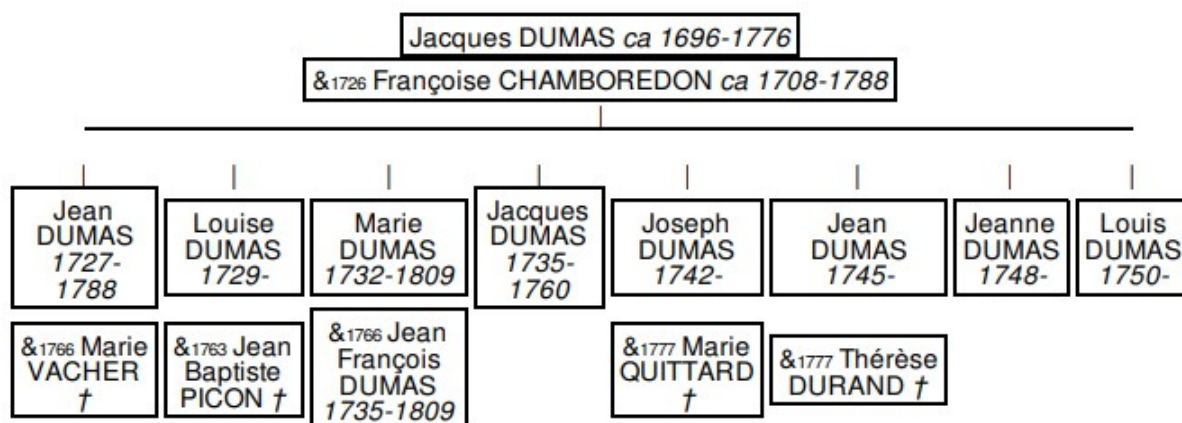 Jacques DUMAS ca 1696-1776
&1726 Françoise CHAMBOREDON ca 1708-1788
Jean
DUMAS
1727-
1788
Louise
DUMAS
1729-
Marie
DUMAS
1732-1809
Jacques
DUMAS
1735-
1760
Joseph
DUMAS
1742-
Jean
DUMAS
1745-
Jeanne
DUMAS
1748-
Louis
DUMAS
1750-
&1766 Marie
VACHER
†
&1763 Jean
Baptiste
PICON †
&1766 Jean
François
DUMAS
1735-1809
&1777 Marie
QUITTARD
†
&1777 Thérèse
DURAND †